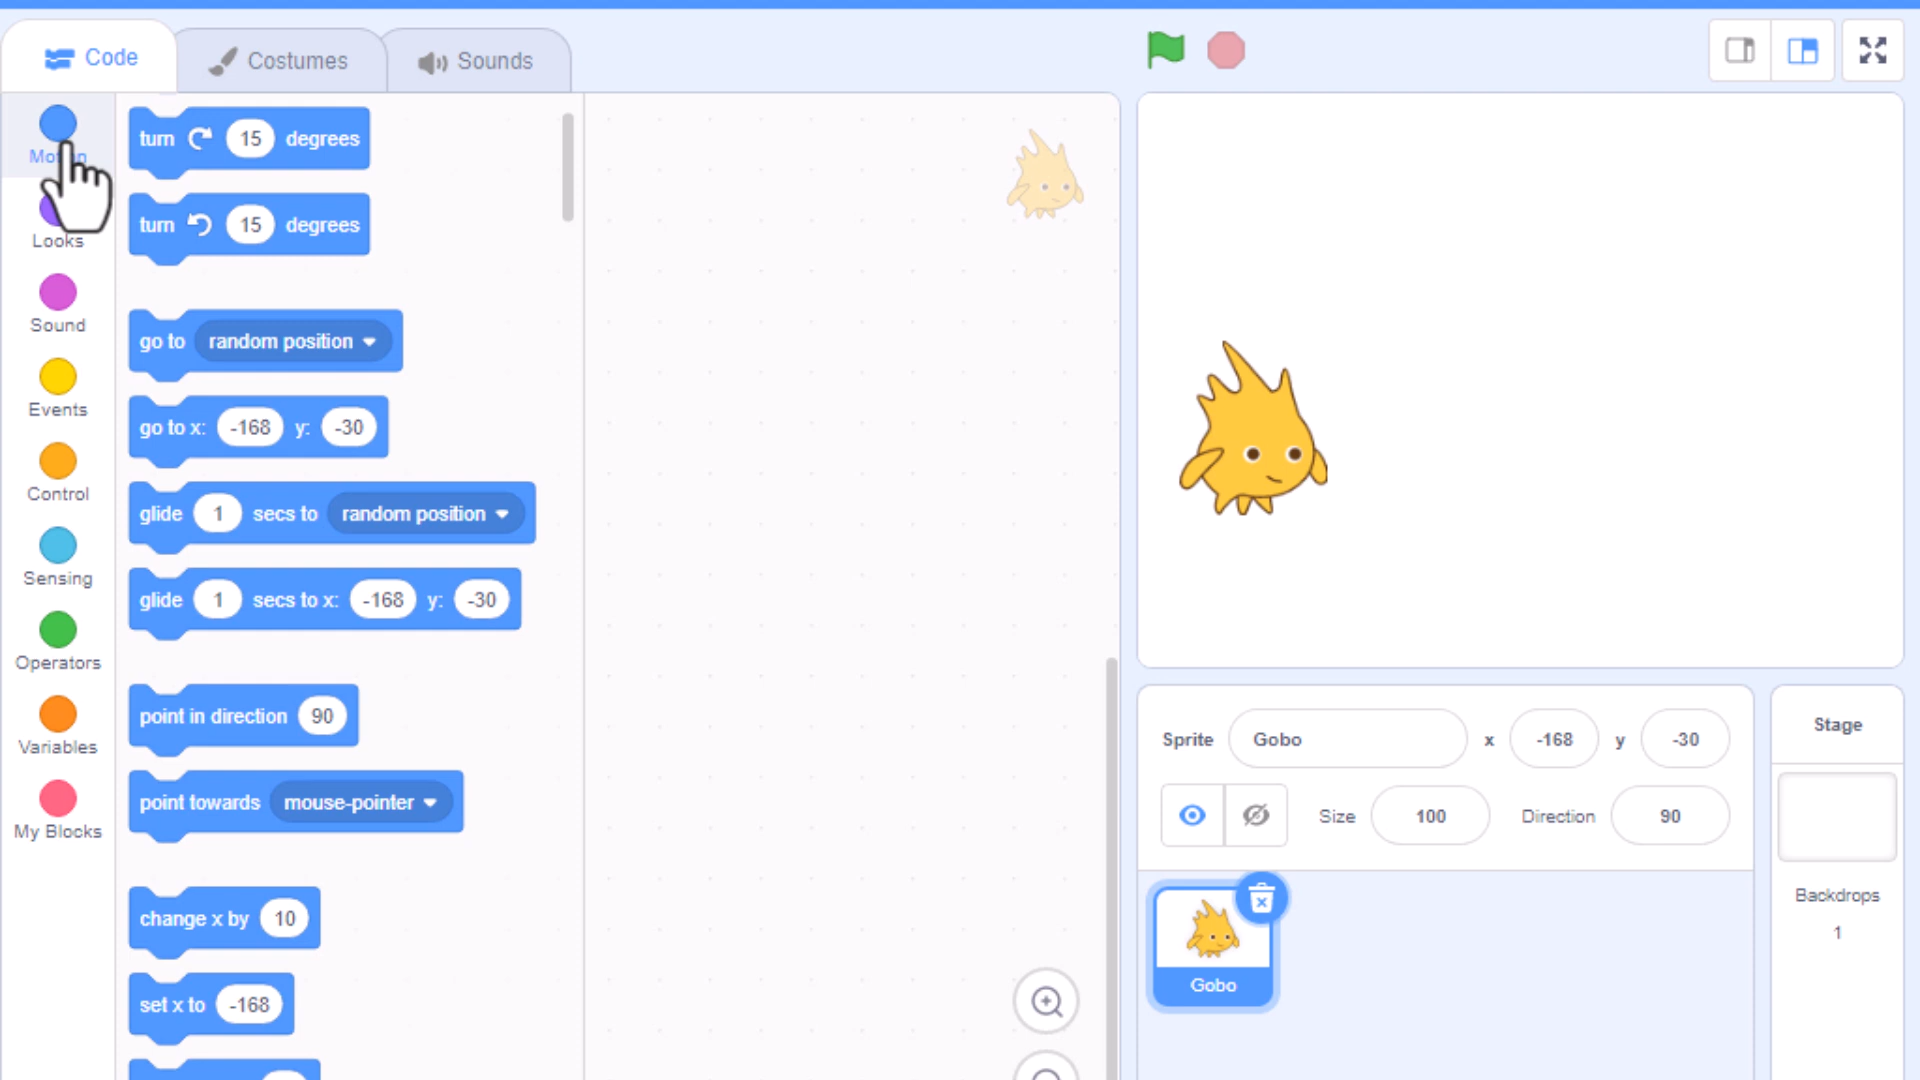 Code
Costumes
Sounds
Motion
Looks
Sound
Events
Control
Sensing
Operators
Variables
My Blocks
turn 15 degrees
turn 15 degrees
go to random position
go to x: -168 y: -30
glide 1 secs to random position
glide 1 secs to x: -168 y: -30
point in direction 90
point towards mouse-pointer
change x by 10
set x to -168
Sprite Gobo x -168 y -30
Size 100 Direction 90
Gobo
Stage
Backdrops
1